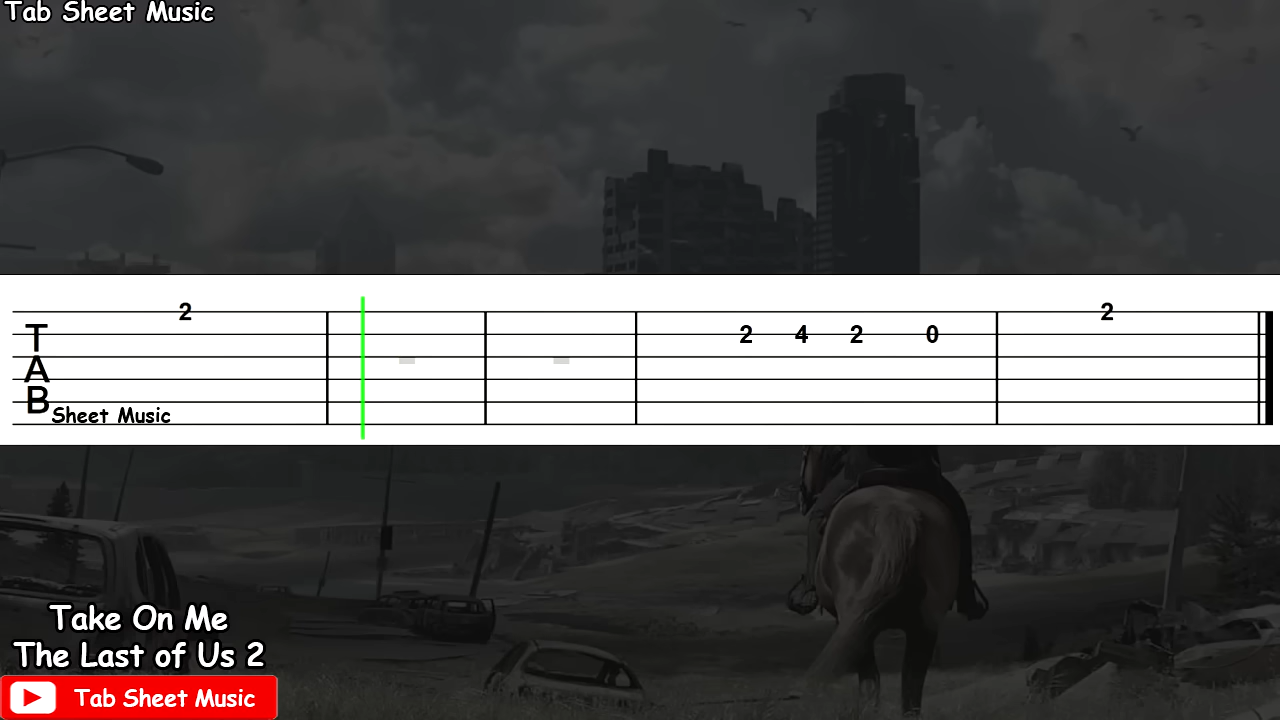 Tab Sheet Music
2
2 4 2 0
2
T
A
B
Sheet Music
Take On Me
The Last of Us 2
Tab Sheet Music